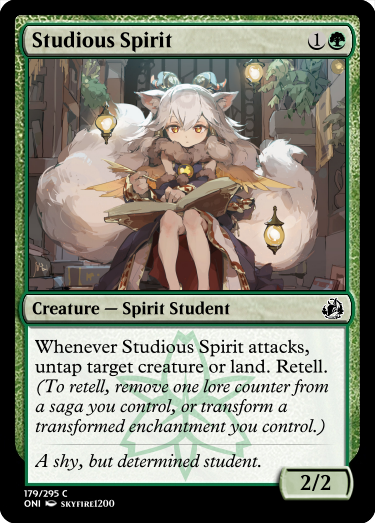 Studious Spirit 1
Creature — Spirit Student
Whenever Studious Spirit attacks,
untap target creature or land. Retell.
(To retell, remove one lore counter from
a saga you control, or transform a
transformed enchantment you control.)
A shy, but determined student.
2/2
179/295 C
ONI SKYFIRE1200